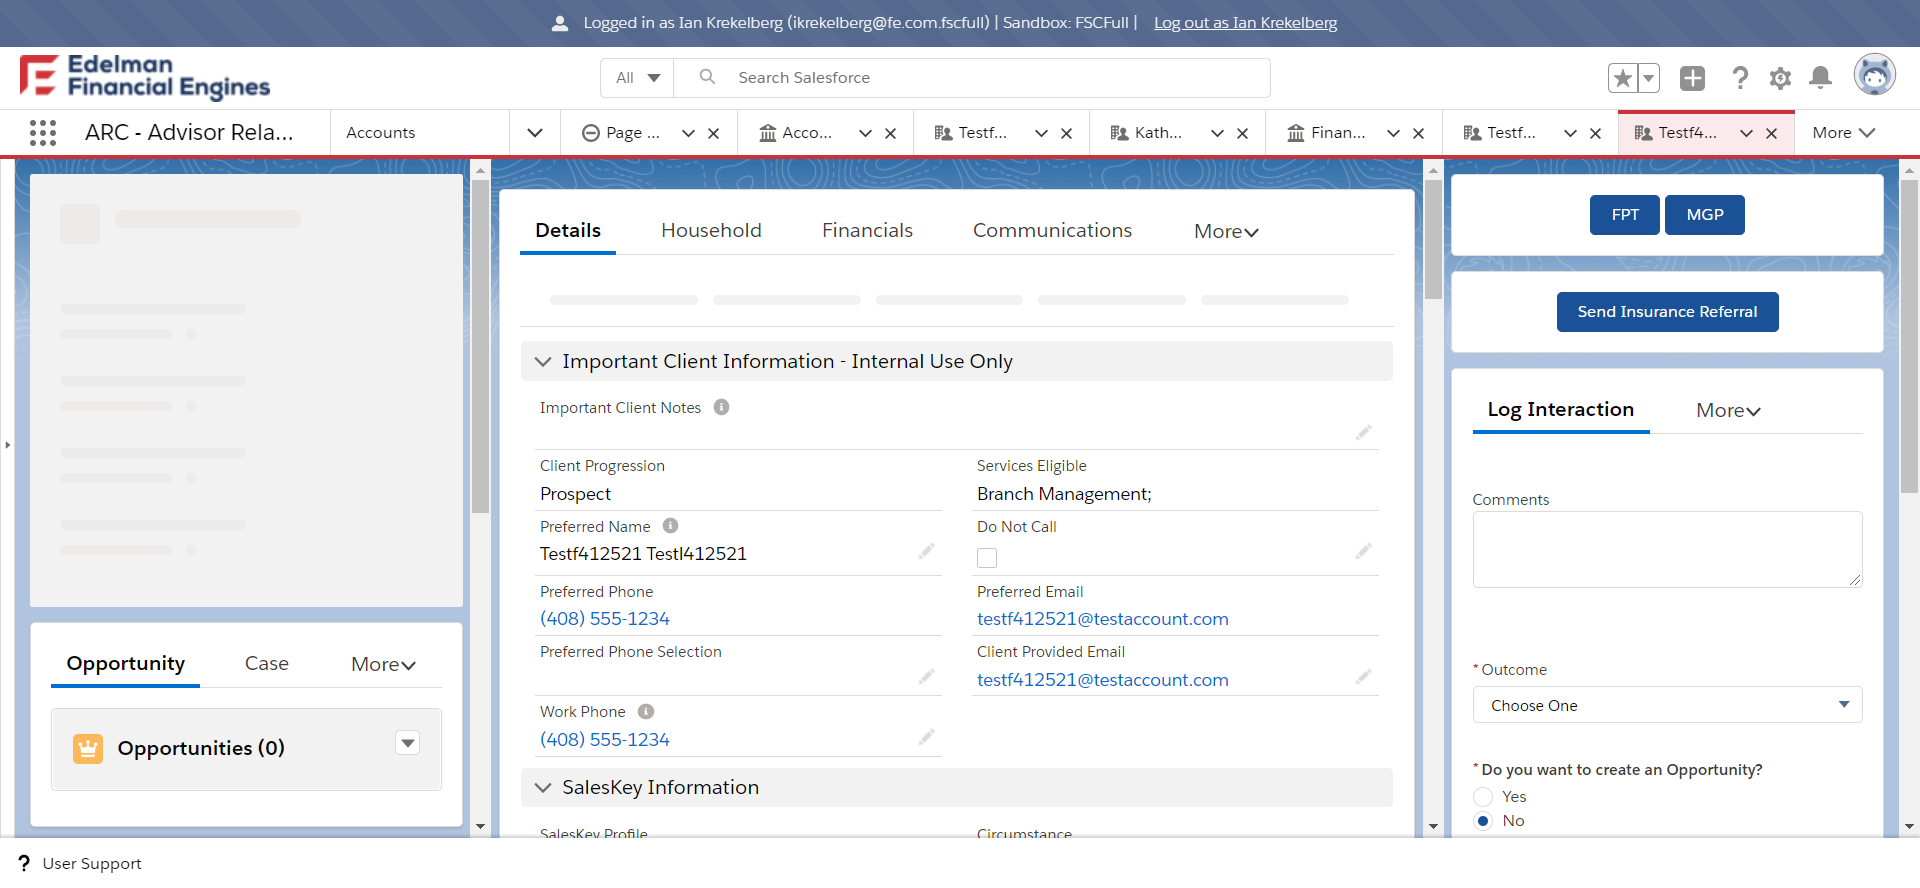 Logged in as Ian Krekelberg (ikrekelberg@fe.com.fscfull) | Sandbox: FSCFull | Log out as Ian Krekelberg
Edelman
Financial Engines
All
Search Salesforce
ARC - Advisor Rela...
Accounts
Page ...
Acco...
Testf...
Kath...
Finan...
Testf...
Testf4...
More
Opportunity
Case
More
Opportunities (0)
Details
Household
Financials
Communications
More
Important Client Information - Internal Use Only
Important Client Notes
Client Progression
Prospect
Services Eligible
Branch Management;
Preferred Name
Testf412521 Testl412521
Do Not Call
Preferred Phone
(408) 555-1234
Preferred Email
testf412521@testaccount.com
Preferred Phone Selection
Client Provided Email
testf412521@testaccount.com
Work Phone
(408) 555-1234
SalesKey Information
SalesKey Profile
Circumstance
FPT
MGP
Send Insurance Referral
Log Interaction
More
Comments
* Outcome
Choose One
* Do you want to create an Opportunity?
Yes
No
? User Support